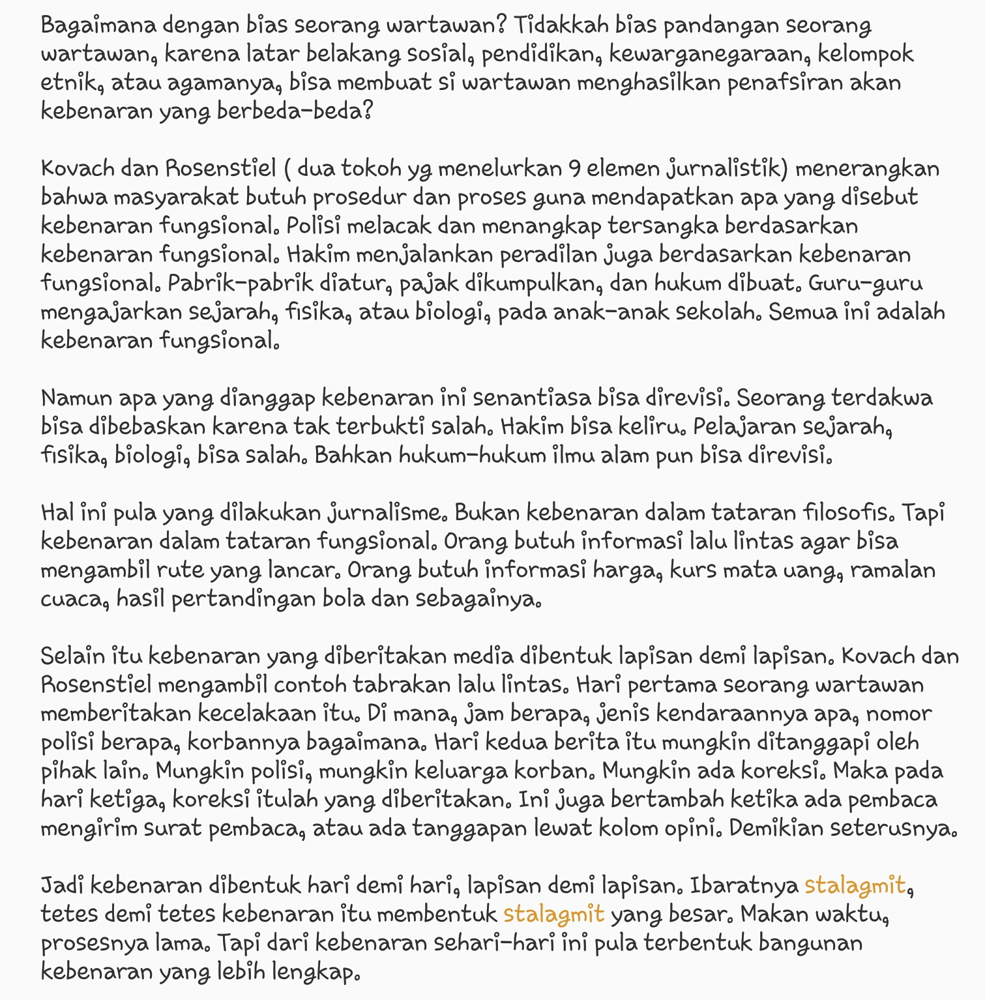 Bagaimana dengan bias seorang wartawan? Tidakkah bias pandangan seorang
wartawan, karena latar belakang sosial, pendidikan, kewarganegaraan, kelompok
etnik, atau agamanya, bisa membuat si wartawan menghasilkan penafsiran akan
kebenaran yang berbeda-beda?
Kovach dan Rosenstiel ( dua tokoh yg menelurkan 9 elemen jurnalistik) menerangkan
bahwa masyarakat butuh prosedur dan proses guna mendapatkan apa yang disebut
kebenaran fungsional. Polisi melacak dan menangkap tersangka berdasarkan
kebenaran fungsional. Hakim menjalankan peradilan juga berdasarkan kebenaran
fungsional. Pabrik-pabrik diatur, pajak dikumpulkan, dan hukum dibuat. Guru-guru
mengajarkan sejarah, fisika, atau biologi, pada anak-anak sekolah. Semua ini adalah
kebenaran fungsional.
Namun apa yang dianggap kebenaran ini senantiasa bisa direvisi. Seorang terdakwa
bisa dibebaskan karena tak terbukti salah. Hakim bisa keliru. Pelajaran sejarah,
fisika, biologi, bisa salah. Bahkan hukum-hukum ilmu alam pun bisa direvisi.
Hal ini pula yang dilakukan jurnalisme. Bukan kebenaran dalam tataran filosofis. Tapi
kebenaran dalam tataran fungsional. Orang butuh informasi lalu lintas agar bisa
mengambil rute yang lancar. Orang butuh informasi harga, kurs mata uang, ramalan
cuaca, hasil pertandingan bola dan sebagainya.
Selain itu kebenaran yang diberitakan media dibentuk lapisan demi lapisan. Kovach dan
Rosenstiel mengambil contoh tabrakan lalu lintas. Hari pertama seorang wartawan
memberitakan kecelakaan itu. Di mana, jam berapa, jenis kendaraannya apa, nomor
polisi berapa, korbannya bagaimana. Hari kedua berita itu mungkin ditanggapi oleh
pihak lain. Mungkin polisi, mungkin keluarga korban. Mungkin ada koreksi. Maka pada
hari ketiga, koreksi itulah yang diberitakan. Ini juga bertambah ketika ada pembaca
mengirim surat pembaca, atau ada tanggapan lewat kolom opini. Demikian seterusnya.
Jadi kebenaran dibentuk hari demi hari, lapisan demi lapisan. Ibaratnya stalagmit,
tetes demi tetes kebenaran itu membentuk stalagmit yang besar. Makan waktu,
prosesnya lama. Tapi dari kebenaran sehari-hari ini pula terbentuk bangunan
kebenaran yang lebih lengkap.